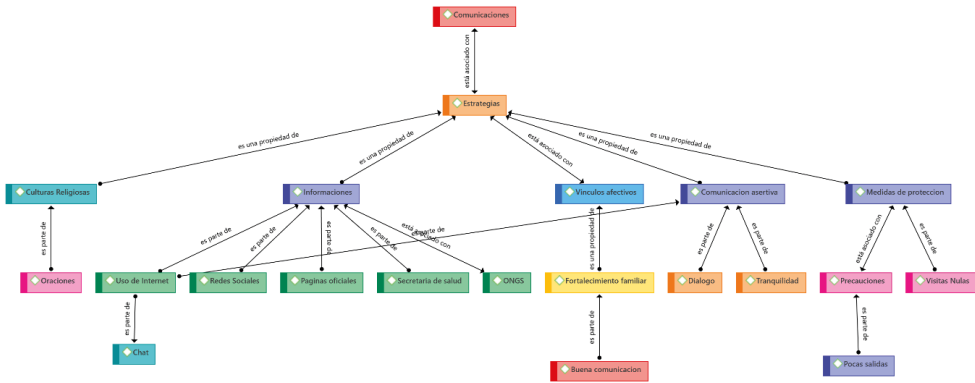 Comunicaciones
está asociado con
Estrategias
es una propiedad de
es una propiedad de
está asociado con
es una propiedad de
es una propiedad de
Culturas Religiosas
Informaciones
Vinculos afectivos
Comunicacion asertiva
Medidas de proteccion
es parte de
es parte de
es parte de
es parte de
es parte de
está asociado con
es parte de
es una propiedad de
es parte de
es parte de
está asociado con
es parte de
Oraciones
Uso de Internet
Redes Sociales
Paginas oficiales
Secretaria de salud
ONGS
Fortalecimiento familiar
Dialogo
Tranquilidad
Precauciones
Visitas Nulas
es parte de
es parte de
es parte de
Chat
Buena comunicacion
Pocas salidas